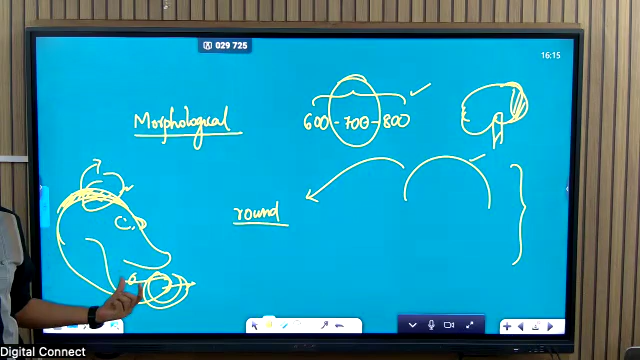 029 725
16:15
Morphological
600 - 700 - 800
round
Digital Connect